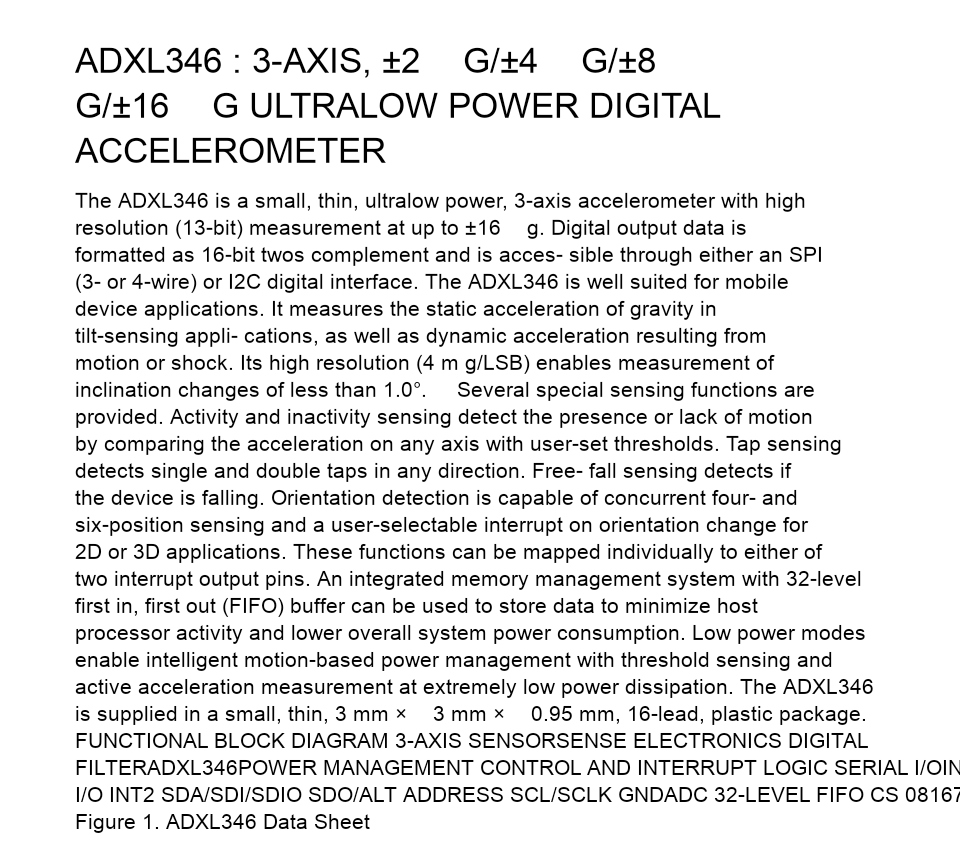 ADXL346 : 3-AXIS, ±2 G/±4 G/±8
G/±16 G ULTRALOW POWER DIGITAL
ACCELEROMETER
The ADXL346 is a small, thin, ultralow power, 3-axis accelerometer with high
resolution (13-bit) measurement at up to ±16 g. Digital output data is
formatted as 16-bit twos complement and is acces- sible through either an SPI
(3- or 4-wire) or I2C digital interface. The ADXL346 is well suited for mobile
device applications. It measures the static acceleration of gravity in
tilt-sensing appli- cations, as well as dynamic acceleration resulting from
motion or shock. Its high resolution (4 m g/LSB) enables measurement of
inclination changes of less than 1.0°. Several special sensing functions are
provided. Activity and inactivity sensing detect the presence or lack of motion
by comparing the acceleration on any axis with user-set thresholds. Tap sensing
detects single and double taps in any direction. Free- fall sensing detects if
the device is falling. Orientation detection is capable of concurrent four- and
six-position sensing and a user-selectable interrupt on orientation change for
2D or 3D applications. These functions can be mapped individually to either of
two interrupt output pins. An integrated memory management system with 32-level
first in, first out (FIFO) buffer can be used to store data to minimize host
processor activity and lower overall system power consumption. Low power modes
enable intelligent motion-based power management with threshold sensing and
active acceleration measurement at extremely low power dissipation. The ADXL346
is supplied in a small, thin, 3 mm × 3 mm × 0.95 mm, 16-lead, plastic package.
FUNCTIONAL BLOCK DIAGRAM 3-AXIS SENSORSENSE ELECTRONICS DIGITAL
FILTERADXL346POWER MANAGEMENT CONTROL AND INTERRUPT LOGIC SERIAL I/OIN
I/O INT2 SDA/SDI/SDIO SDO/ALT ADDRESS SCL/SCLK GNDADC 32-LEVEL FIFO CS 08167
Figure 1. ADXL346 Data Sheet